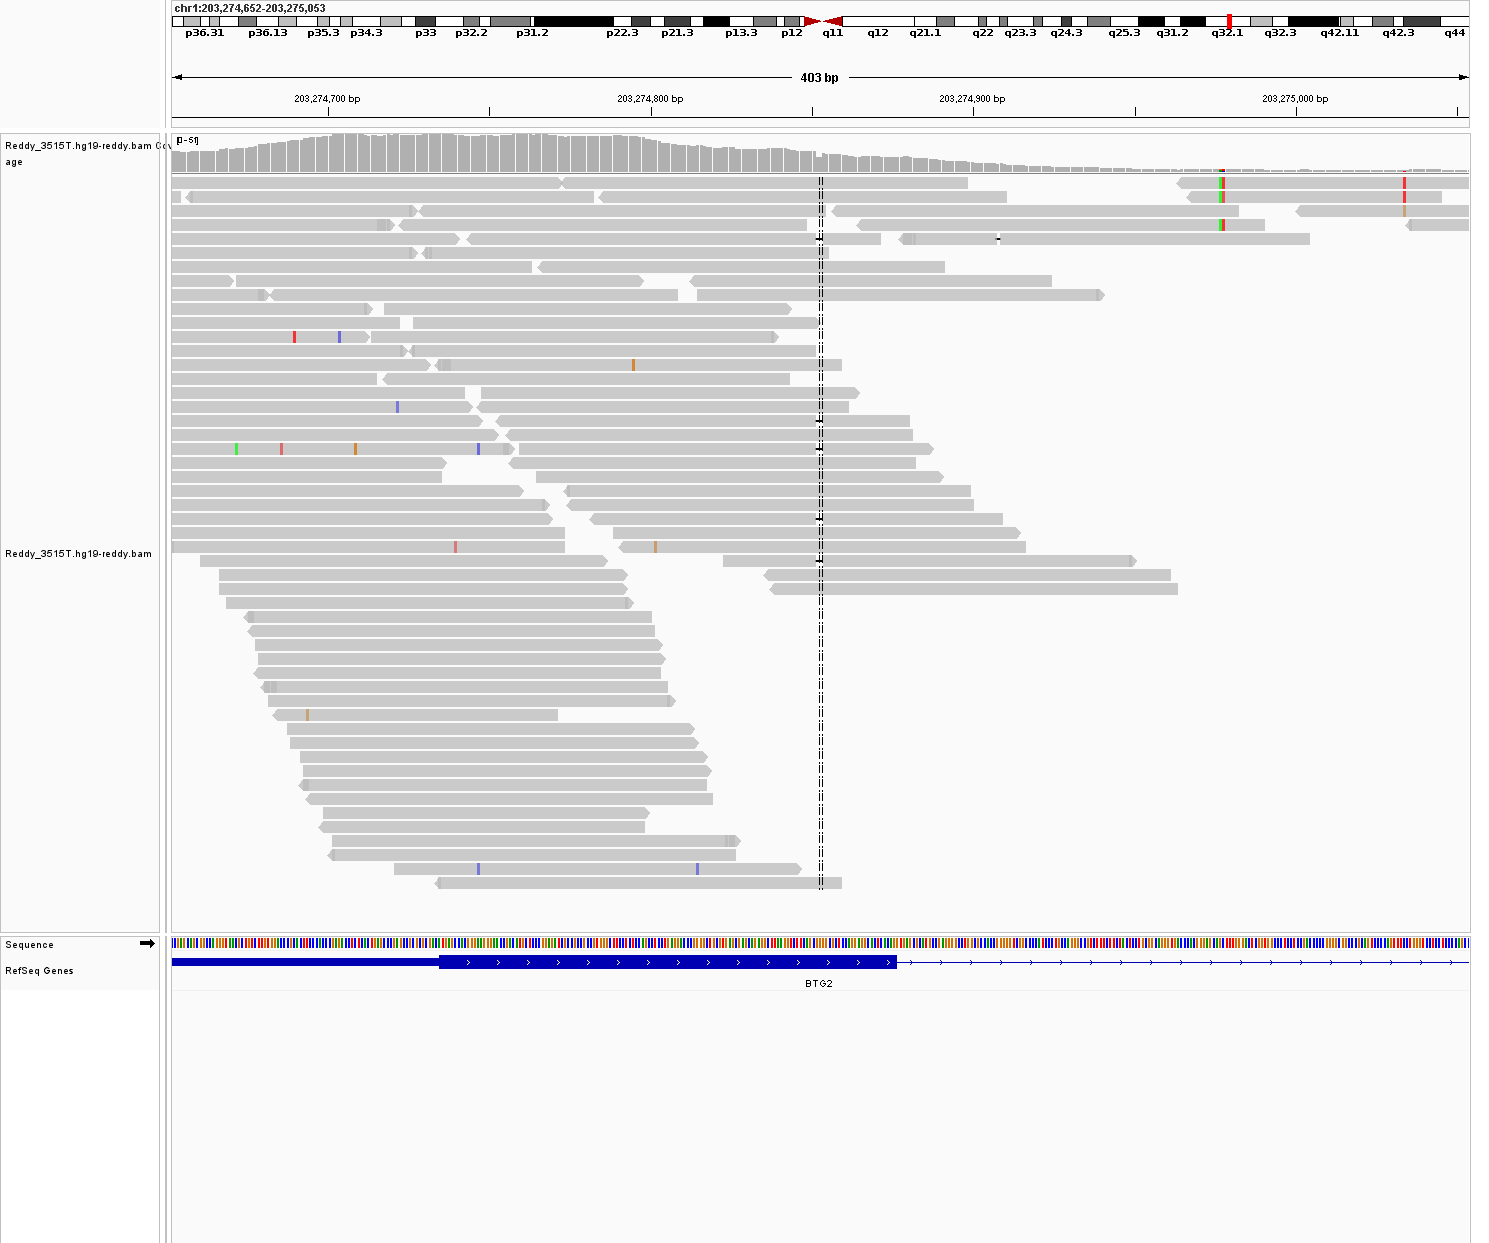 chr1:203,274,652-203,275,053
p36.31 p36.13 p35.3 p34.3 p33 p32.2 p31.2 p22.3 p21.3 p13.3 p12 q11 q12 q21.1 q22 q23.3 q24.3 q25.3 q31.2 q32.1 q32.3 q42.11 q42.3 q44
403 bp
203,274,700 bp 203,274,800 bp 203,274,900 bp 203,275,000 bp
[0-51]
Reddy_3515T.hg19-reddy.bam Cov
age
Reddy_3515T.hg19-reddy.bam
Sequence
RefSeq Genes
BTG2